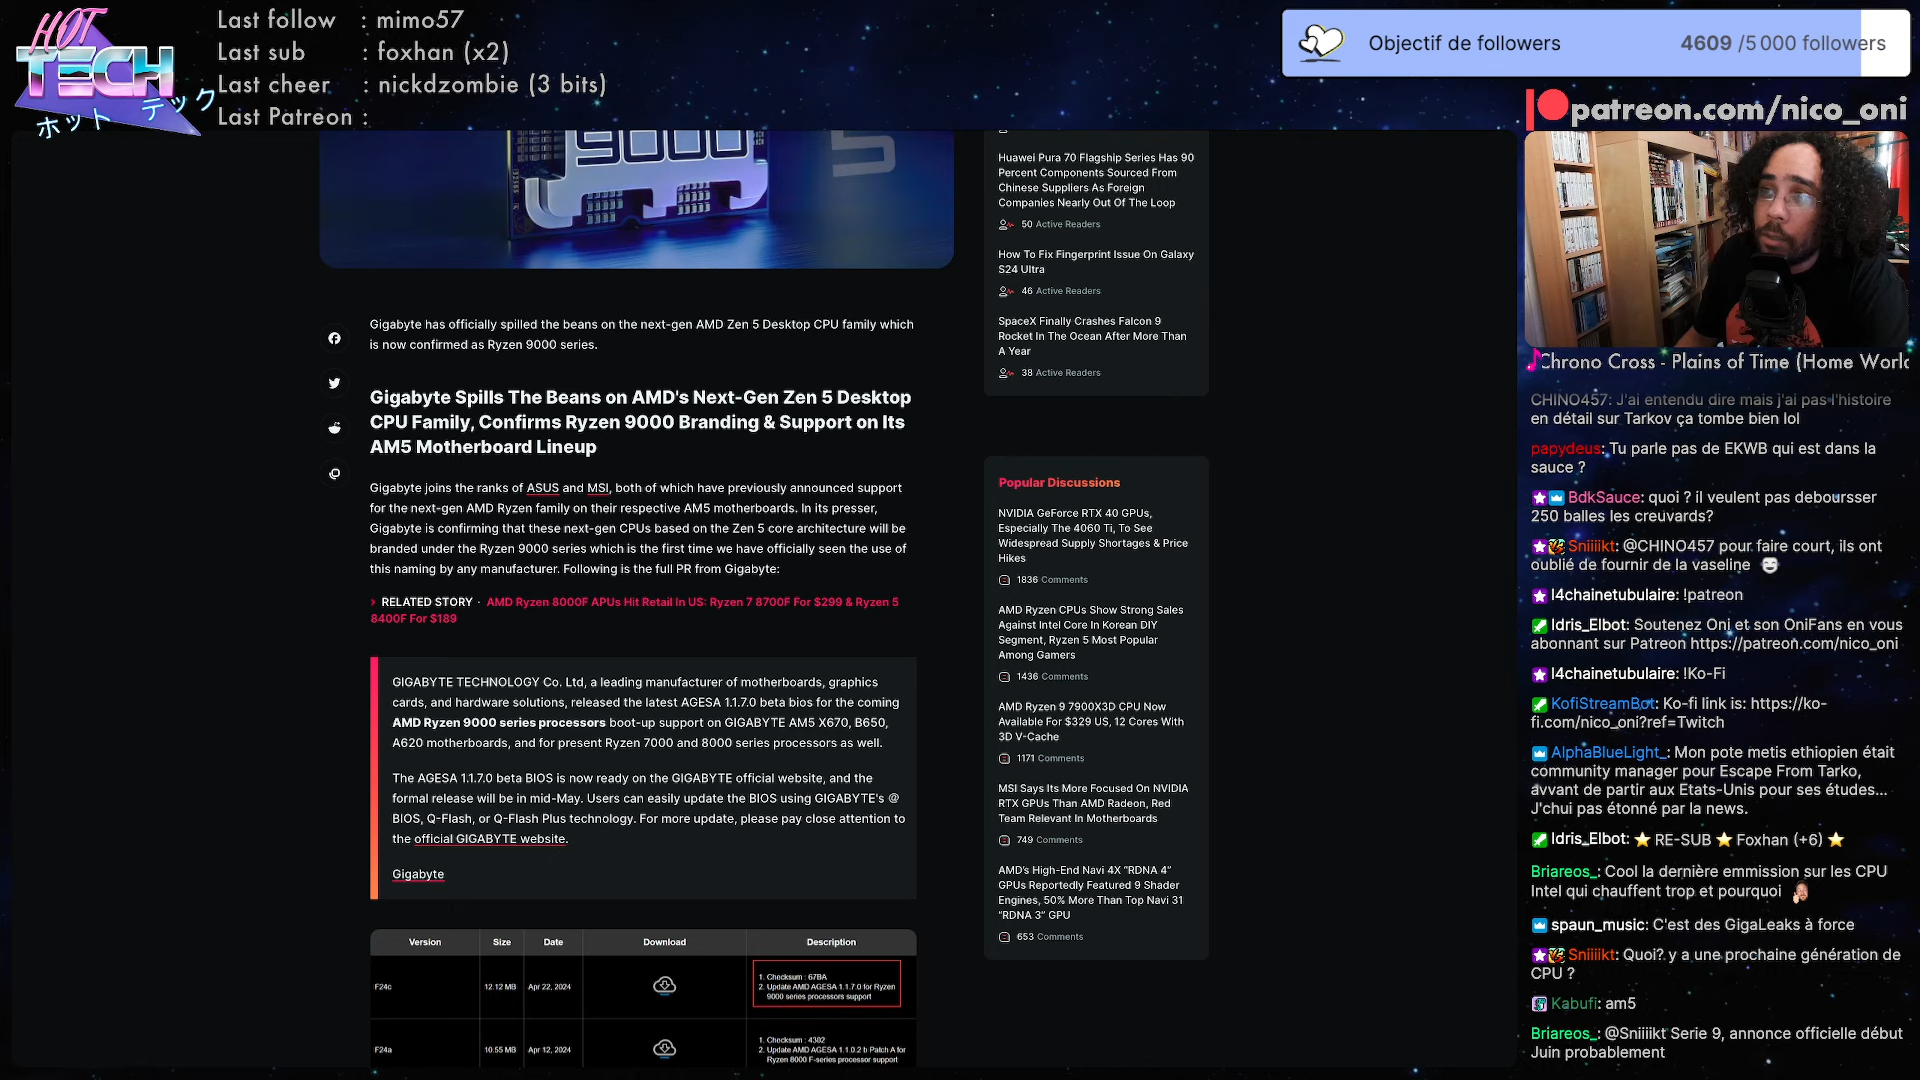 HOT
TECH
ホット テック
Last follow : mimo57
Last sub : foxhan (x2)
Last cheer : nickdzombie (3 bits)
Last Patreon :
Objectif de followers 4609 /5 000 followers
patreon.com/nico_oni
9000
5
Gigabyte has officially spilled the beans on the next-gen AMD Zen 5 Desktop CPU family which
is now confirmed as Ryzen 9000 series.
Gigabyte Spills The Beans on AMD's Next-Gen Zen 5 Desktop
CPU Family, Confirms Ryzen 9000 Branding & Support on Its
AM5 Motherboard Lineup
Gigabyte joins the ranks of ASUS and MSI, both of which have previously announced support
for the next-gen AMD Ryzen family on their respective AM5 motherboards. In its presser,
Gigabyte is confirming that these next-gen CPUs based on the Zen 5 core architecture will be
branded under the Ryzen 9000 series which is the first time we have officially seen the use of
this naming by any manufacturer. Following is the full PR from Gigabyte:
RELATED STORY · AMD Ryzen 8000F APUs Hit Retail In US: Ryzen 7 8700F For $299 & Ryzen 5
8400F For $189
GIGABYTE TECHNOLOGY Co. Ltd, a leading manufacturer of motherboards, graphics
cards, and hardware solutions, released the latest AGESA 1.1.7.0 beta bios for the coming
AMD Ryzen 9000 series processors boot-up support on GIGABYTE AM5 X670, B650,
A620 motherboards, and for present Ryzen 7000 and 8000 series processors as well.
The AGESA 1.1.7.0 beta BIOS is now ready on the GIGABYTE official website, and the
formal release will be in mid-May. Users can easily update the BIOS using GIGABYTE's @
BIOS, Q-Flash, or Q-Flash Plus technology. For more update, please pay close attention to
the official GIGABYTE website.
Gigabyte
Version Size Date Download Description
F24c 12.12 MB Apr 22, 2024
1. Checksum : 67BA
2. Update AMD AGESA 1.1.7.0 for Ryzen
9000 series processors support
F24a 10.55 MB Apr 12, 2024
1. Checksum : 4302
2. Update AMD AGESA 1.1.0.2 b Patch A for
Ryzen 8000 F-series processor support
Huawei Pura 70 Flagship Series Has 90
Percent Components Sourced From
Chinese Suppliers As Foreign
Companies Nearly Out Of The Loop
50 Active Readers
How To Fix Fingerprint Issue On Galaxy
S24 Ultra
46 Active Readers
SpaceX Finally Crashes Falcon 9
Rocket In The Ocean After More Than
A Year
38 Active Readers
Popular Discussions
NVIDIA GeForce RTX 40 GPUs,
Especially The 4060 Ti, To See
Widespread Supply Shortages & Price
Hikes
1836 Comments
AMD Ryzen CPUs Show Strong Sales
Against Intel Core In Korean DIY
Segment, Ryzen 5 Most Popular
Among Gamers
1436 Comments
AMD Ryzen 9 7900X3D CPU Now
Available For $329 US, 12 Cores With
3D V-Cache
1171 Comments
MSI Says Its More Focused On NVIDIA
RTX GPUs Than AMD Radeon, Red
Team Relevant In Motherboards
749 Comments
AMD's High-End Navi 4X "RDNA 4"
GPUs Reportedly Featured 9 Shader
Engines, 50% More Than Top Navi 31
"RDNA 3" GPU
653 Comments
Chrono Cross - Plains of Time (Home World
CHINO457: J'ai entendu dire mais j'ai pas l'histoire
en détail sur Tarkov ça tombe bien lol
papydeus: Tu parle pas de EKWB qui est dans la
sauce ?
BdkSauce: quoi ? il veulent pas deboursser
250 balles les creuvards?
Sniiiikt: @CHINO457 pour faire court, ils ont
oublié de fournir de la vaseline
l4chainetubulaire: !patreon
Idris_Elbot: Soutenez Oni et son OniFans en vous
abonnant sur Patreon https://patreon.com/nico_oni
l4chainetubulaire: !Ko-Fi
KofiStreamBot: Ko-fi link is: https://ko-
fi.com/nico_oni?ref=Twitch
AlphaBlueLight_: Mon pote metis ethiopien était
community manager pour Escape From Tarko,
avvant de partir aux Etats-Unis pour ses études...
J'chui pas étonné par la news.
Idris_Elbot: ⭐ RE-SUB ⭐ Foxhan (+6) ⭐
Briareos_: Cool la dernière emmission sur les CPU
Intel qui chauffent trop et pourquoi
spaun_music: C'est des GigaLeaks à force
Sniiiikt: Quoi? y a une prochaine génération de
CPU ?
Kabufi: am5
Briareos_: @Sniiiikt Serie 9, annonce officielle début
Juin probablement